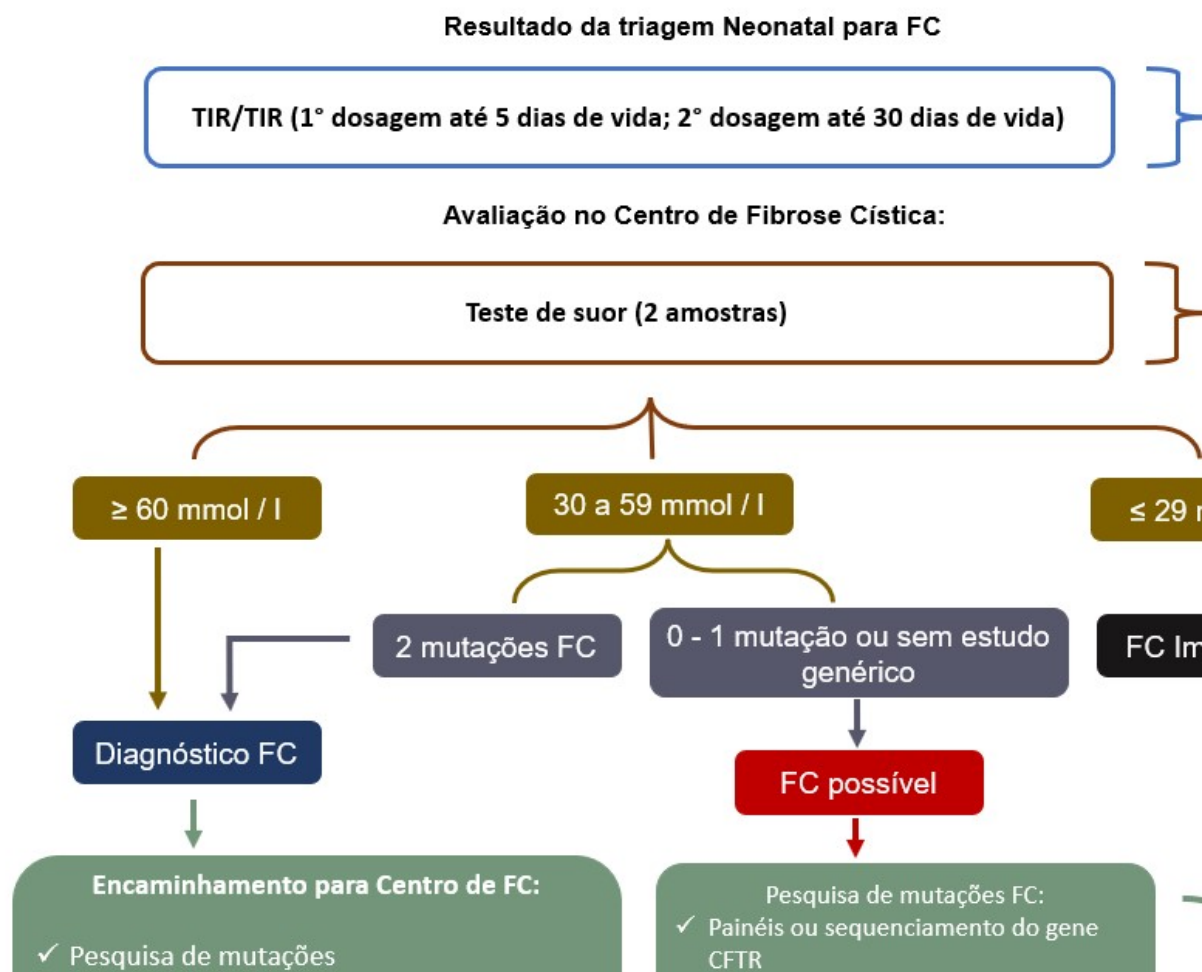 Resultado da triagem Neonatal para FC
TIR/TIR (1° dosagem até 5 dias de vida; 2° dosagem até 30 dias de vida)
Avaliação no Centro de Fibrose Cística:
Teste de suor (2 amostras)
≥ 60 mmol / l
30 a 59 mmol / l
≤ 29
2 mutações FC
0 - 1 mutação ou sem estudo
genérico
FC
Diagnóstico FC
FC possível
Encaminhamento para Centro de FC:
✓ Pesquisa de mutações
Pesquisa de mutações FC:
✓ Painéis ou sequenciamento do gene
CFTR